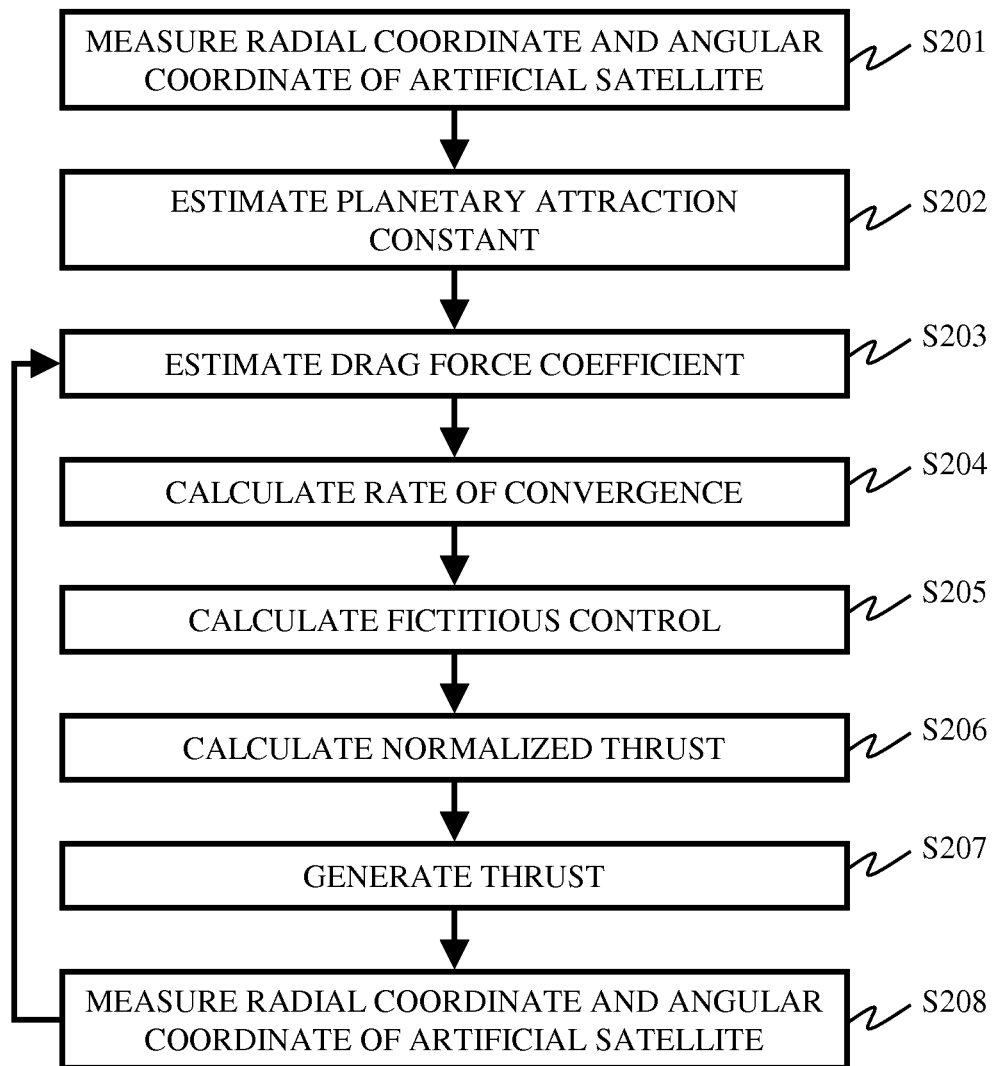 MEASURE RADIAL COORDINATE AND ANGULAR
COORDINATE OF ARTIFICIAL SATELLITE
S201
ESTIMATE PLANETARY ATTRACTION
CONSTANT
S202
ESTIMATE DRAG FORCE COEFFICIENT
S203
CALCULATE RATE OF CONVERGENCE
S204
CALCULATE FICTITIOUS CONTROL
S205
CALCULATE NORMALIZED THRUST
S206
GENERATE THRUST
S207
MEASURE RADIAL COORDINATE AND ANGULAR
COORDINATE OF ARTIFICIAL SATELLITE
S208